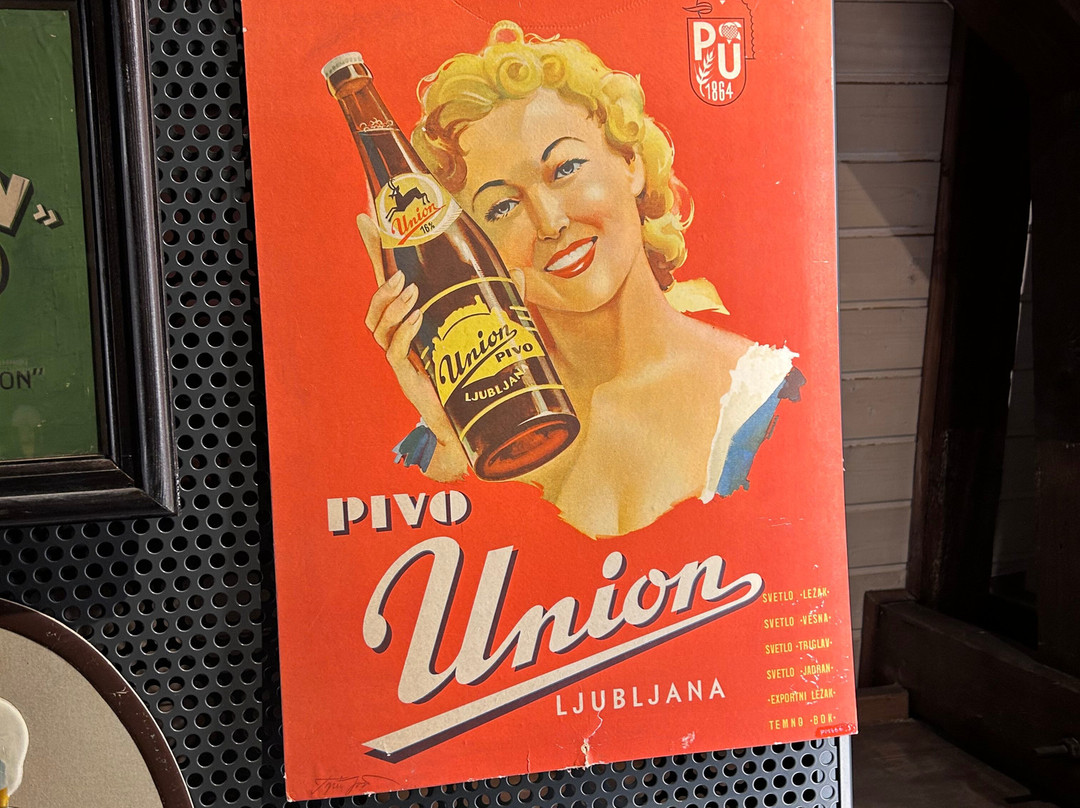 PU
1864
Union
16%
Union
PIVO
LJUBLJANA
PIVO
Union
LJUBLJANA
SVETLO ·LEŽAK·
SVETLO ·VESNA·
SVETLO ·TRIGLAV·
SVETLO ·JADRAN·
·EXPORTNI LEŽAK·
TEMNO ·BOK·
ON"